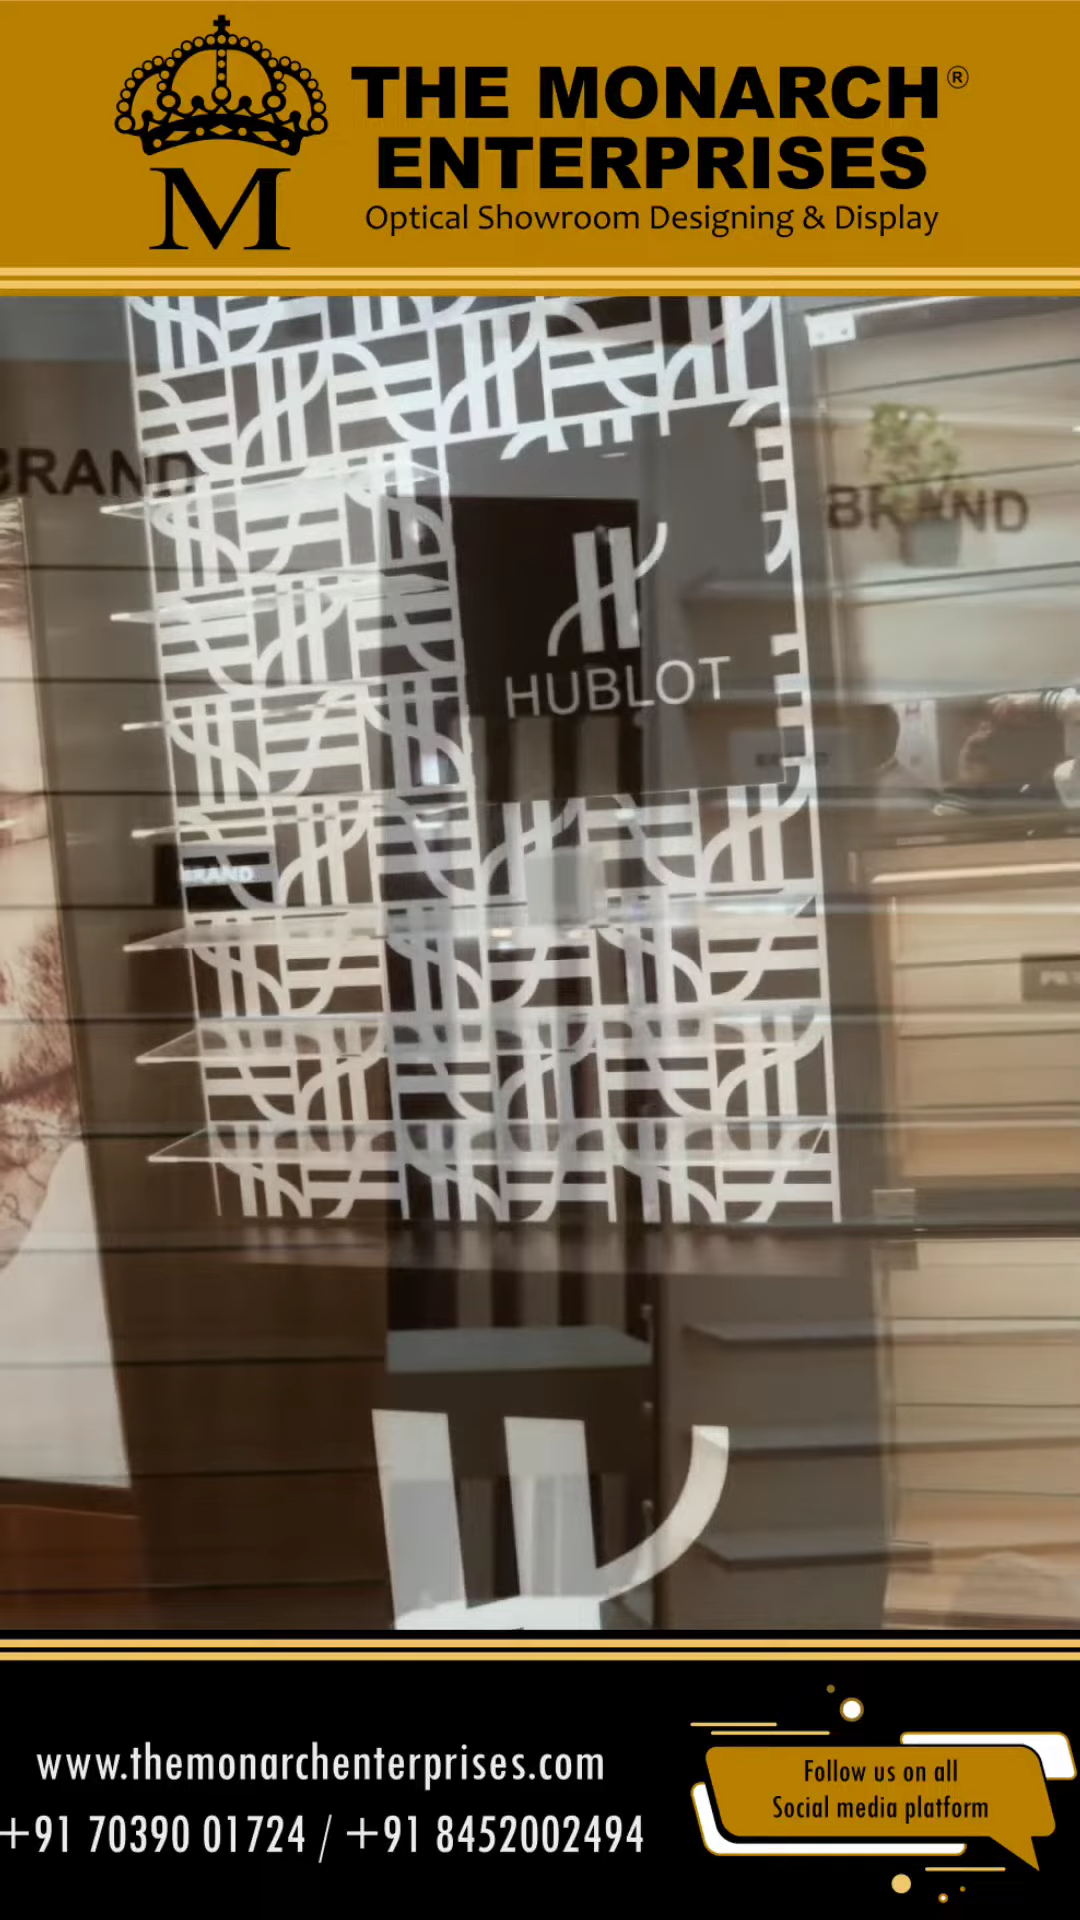 M
THE MONARCH®
ENTERPRISES
Optical Showroom Designing & Display
BRAND
BRAND
HUBLOT
BRAND
www.themonarchenterprises.com
+91 70390 01724 / +91 8452002494
Follow us on all
Social media platform